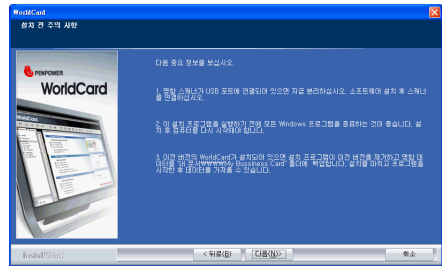 WorldCard
설치 전 주의 사항
PENPOWER
WorldCard
다음 중요 정보를 보십시오.
1. 명함 스캐너가 USB 포트에 연결되어 있으면 지금 분리하십시오. 소프트웨어 설치 후 스캐너
를 연결하십시오.
2. 이 설치 프로그램을 실행하기 전에 모든 Windows 프로그램을 종료하는 것이 좋습니다. 설
치 후 컴퓨터를 다시 시작해야 합니다.
3. 이전 버전의 WorldCard가 설치되어 있으면 설치 프로그램이 이전 버전을 제거하고 명함 데
이터를 "내 문서₩₩₩₩My Bussiness Card" 폴더에 백업합니다. 설치를 마치고 프로그램을
시작한 후 데이터를 가져올 수 있습니다.
InstallShield
< 뒤로(B)
다음(N)>
취소